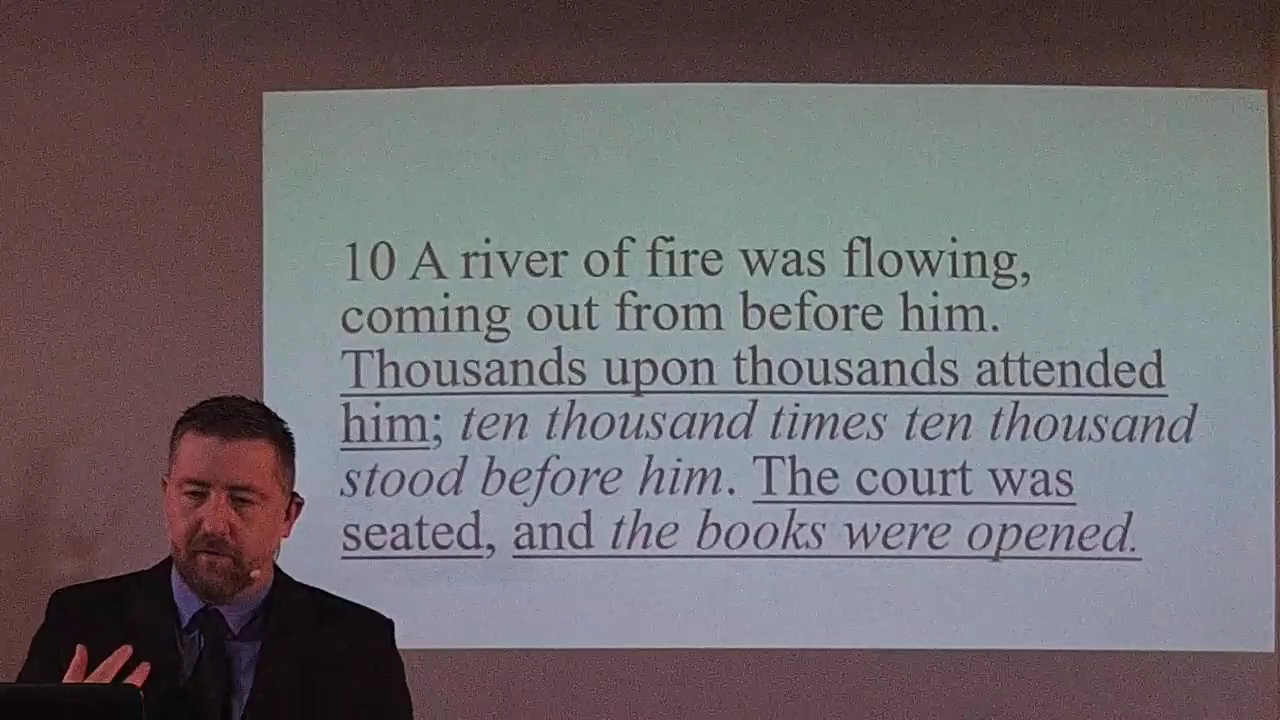 10 A river of fire was flowing,
coming out from before him.
Thousands upon thousands attended
him; ten thousand times ten thousand
stood before him. The court was
seated, and the books were opened.